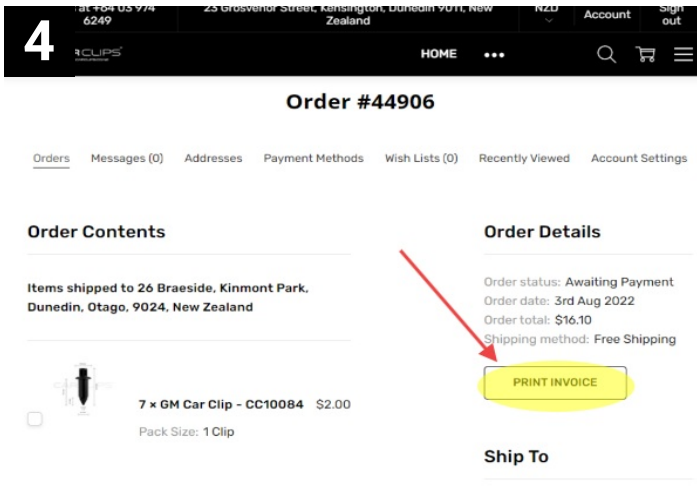 4
at +64 03 974
6249
23 Grosvenor Street, Kensington, Dunedin 9011, New
Zealand
NZD
Account
Sign
out
CLIPS
HOME
Order #44906
Orders Messages (0) Addresses Payment Methods Wish Lists (0) Recently Viewed Account Settings
Order Contents
Items shipped to 26 Braeside, Kinmont Park,
Dunedin, Otago, 9024, New Zealand
7 × GM Car Clip - CC10084 $2.00
Pack Size: 1 Clip
Order Details
Order status: Awaiting Payment
Order date: 3rd Aug 2022
Order total: $16.10
Shipping method: Free Shipping
PRINT INVOICE
Ship To